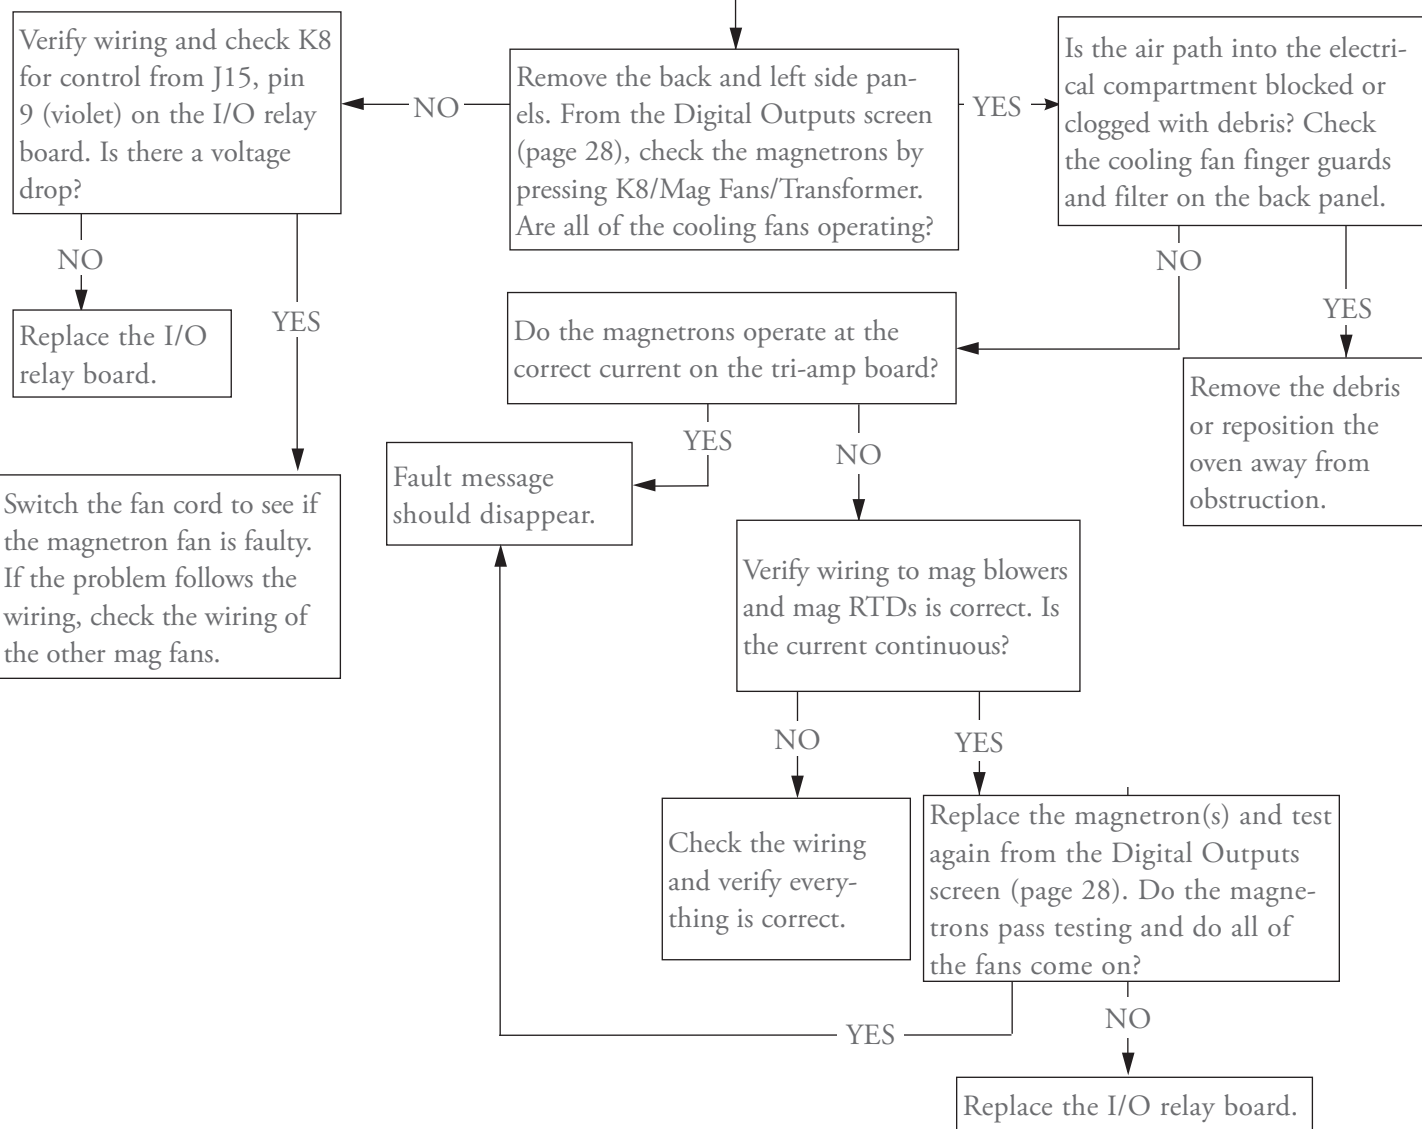 Verify wiring and check K8
for control from J15, pin
9 (violet) on the I/O relay
board. Is there a voltage
drop?
NO
Remove the back and left side pan-
els. From the Digital Outputs screen
(page 28), check the magnetrons by
pressing K8/Mag Fans/Transformer.
Are all of the cooling fans operating?
YES
Is the air path into the electri-
cal compartment blocked or
clogged with debris? Check
the cooling fan finger guards
and filter on the back panel.
NO
YES
NO
YES
Replace the I/O
relay board.
Do the magnetrons operate at the
correct current on the tri-amp board?
Remove the debris
or reposition the
oven away from
obstruction.
YES
NO
Fault message
should disappear.
Switch the fan cord to see if
the magnetron fan is faulty.
If the problem follows the
wiring, check the wiring of
the other mag fans.
Verify wiring to mag blowers
and mag RTDs is correct. Is
the current continuous?
NO
YES
Check the wiring
and verify every-
thing is correct.
Replace the magnetron(s) and test
again from the Digital Outputs
screen (page 28). Do the magne-
trons pass testing and do all of
the fans come on?
YES
NO
Replace the I/O relay board.